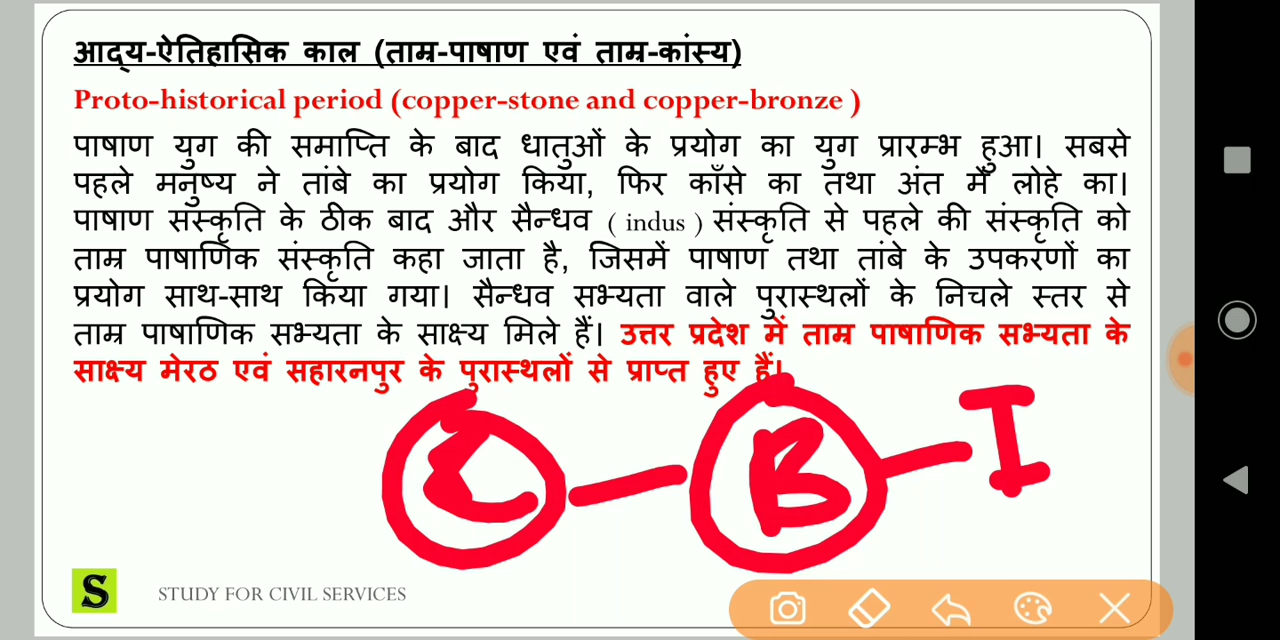 आद्य-ऐतिहासिक काल (ताम्र-पाषाण एवं ताम्र-कांस्य)
Proto-historical period (copper-stone and copper-bronze )
पाषाण युग की समाप्ति के बाद धातुओं के प्रयोग का युग प्रारम्भ हुआ। सबसे
पहले मनुष्य ने तांबे का प्रयोग किया, फिर काँसे का तथा अंत में लोहे का।
पाषाण संस्कृति के ठीक बाद और सैन्धव ( indus ) संस्कृति से पहले की संस्कृति को
ताम्र पाषाणिक संस्कृति कहा जाता है, जिसमें पाषाण तथा तांबे के उपकरणों का
प्रयोग साथ-साथ किया गया। सैन्धव सभ्यता वाले पुरास्थलों के निचले स्तर से
ताम्र पाषाणिक सभ्यता के साक्ष्य मिले हैं। उत्तर प्रदेश में ताम्र पाषाणिक सभ्यता के
साक्ष्य मेरठ एवं सहारनपुर के पुरास्थलों से प्राप्त हुए हैं।
C - B - I
S STUDY FOR CIVIL SERVICES